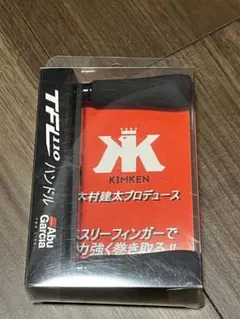 TFL110 ハンドル
Abu
Garcia
KIMKEN
木村建太プロデュース
スリーフィンガーで
力強く巻き取る!!